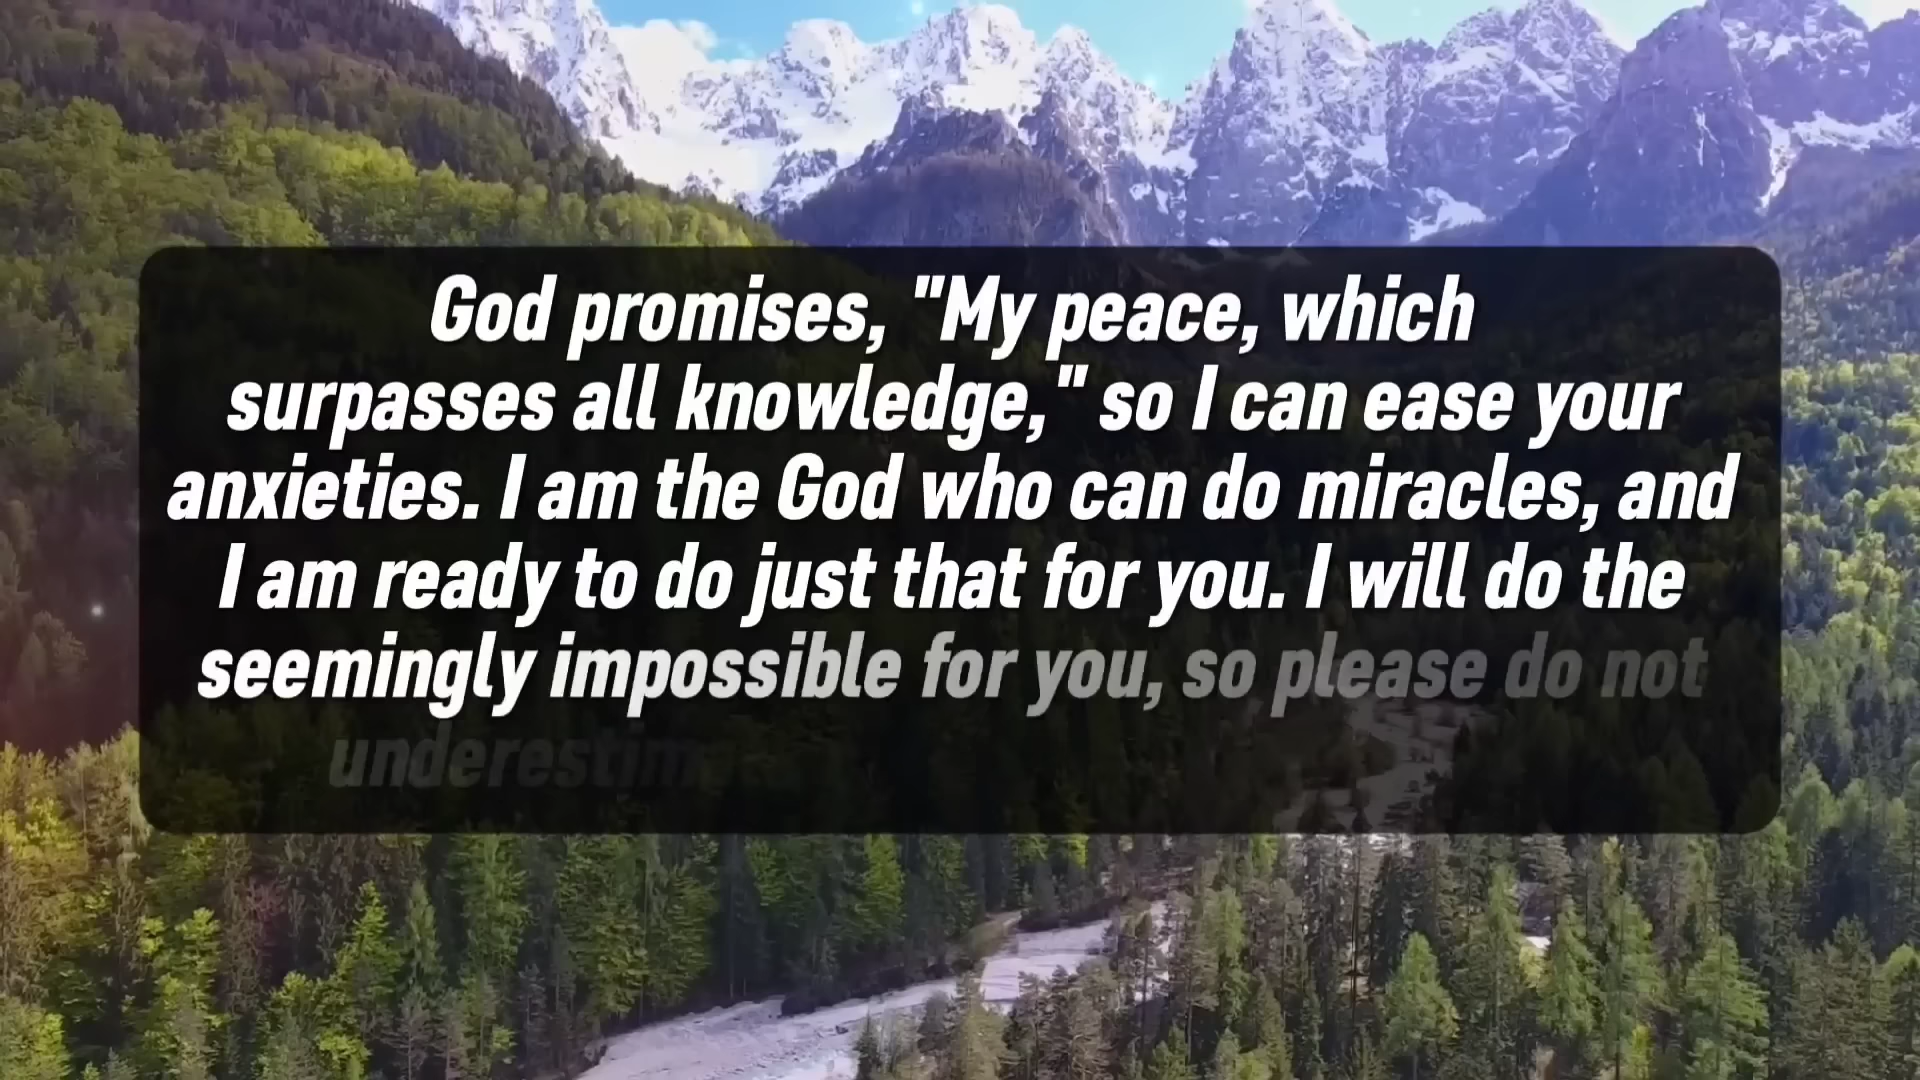 God promises, "My peace, which
surpasses all knowledge," so I can ease your
anxieties. I am the God who can do miracles, and
I am ready to do just that for you. I will do the
seemingly impossible for you, so please do not